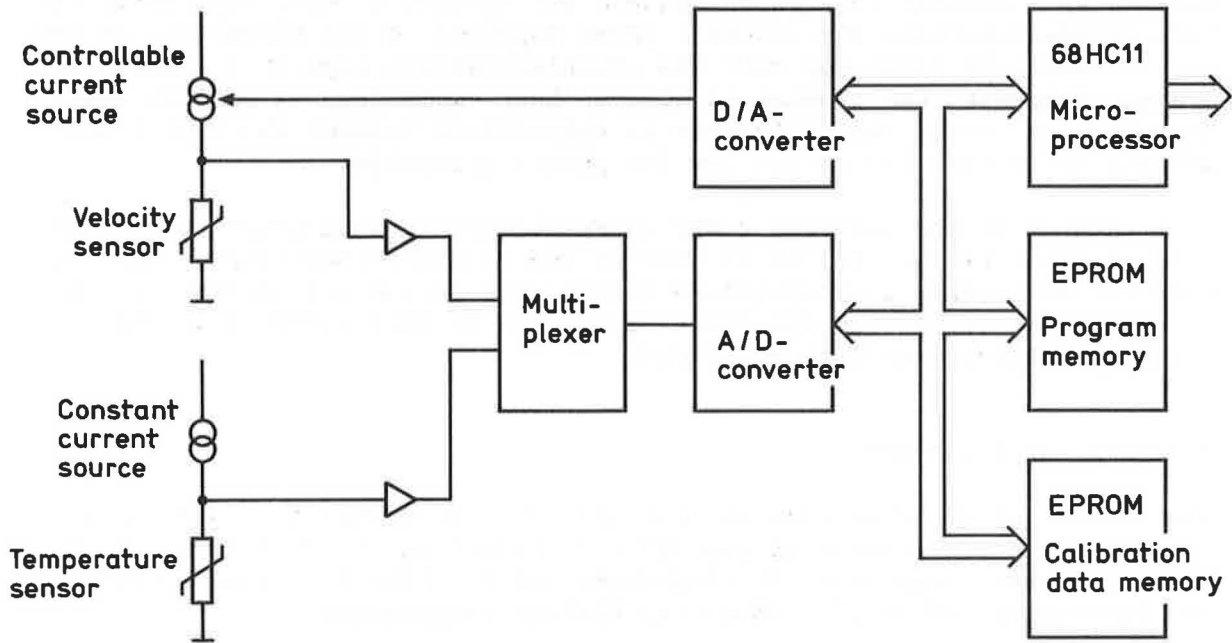 Controllable
current
source
Velocity
sensor
Constant
current
source
Temperature
sensor
Multi-
plexer
D/A-
converter
A/D-
converter
68HC11
Micro-
processor
EPROM
Program
memory
EPROM
Calibration
data memory